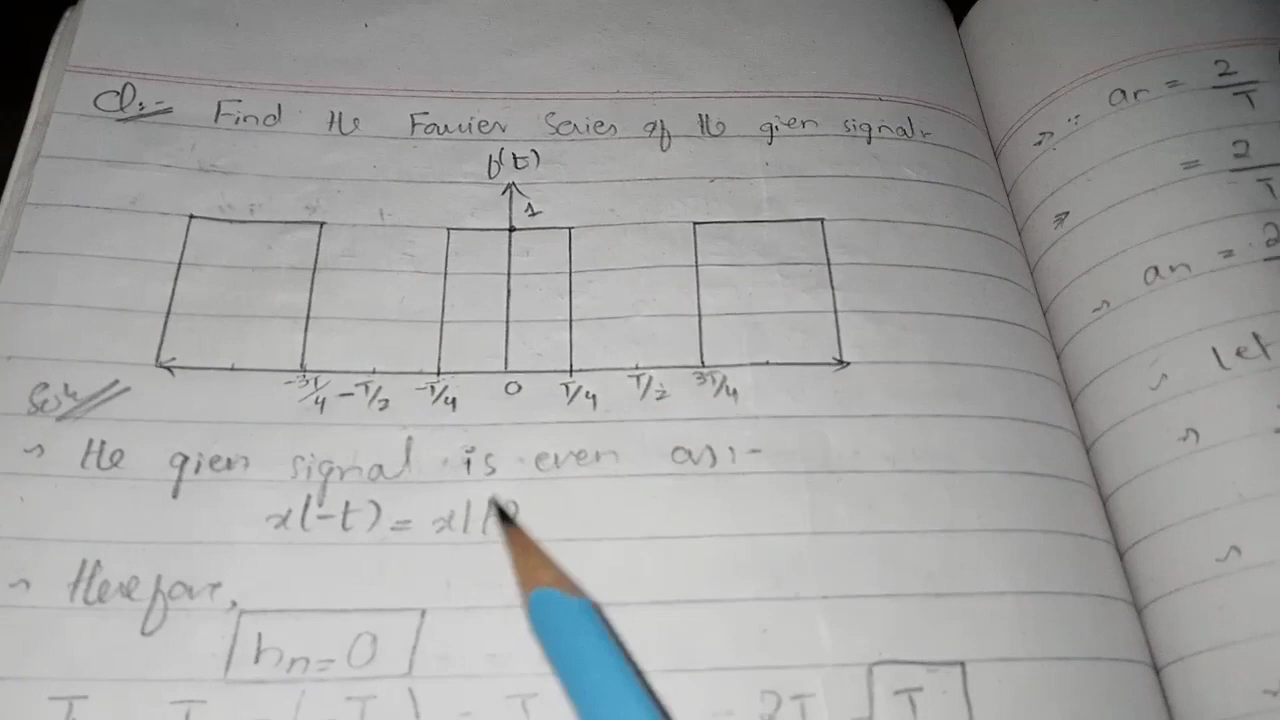 Q:- Find the Fourier Series of the given signal.
f(t)
1
-3T/4 -T/2 -T/4 0 T/4 T/2 3T/4
Sol^n
~ the given signal is even as:-
x(-t) = x(
~ Therefore,
bn=0
an = 2/T
= 2/T
an = 2
Let